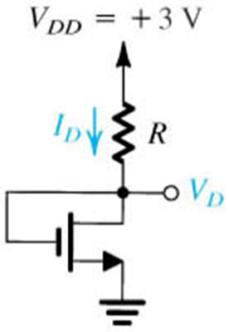 V_DD = + 3 V
I_D R
V_D